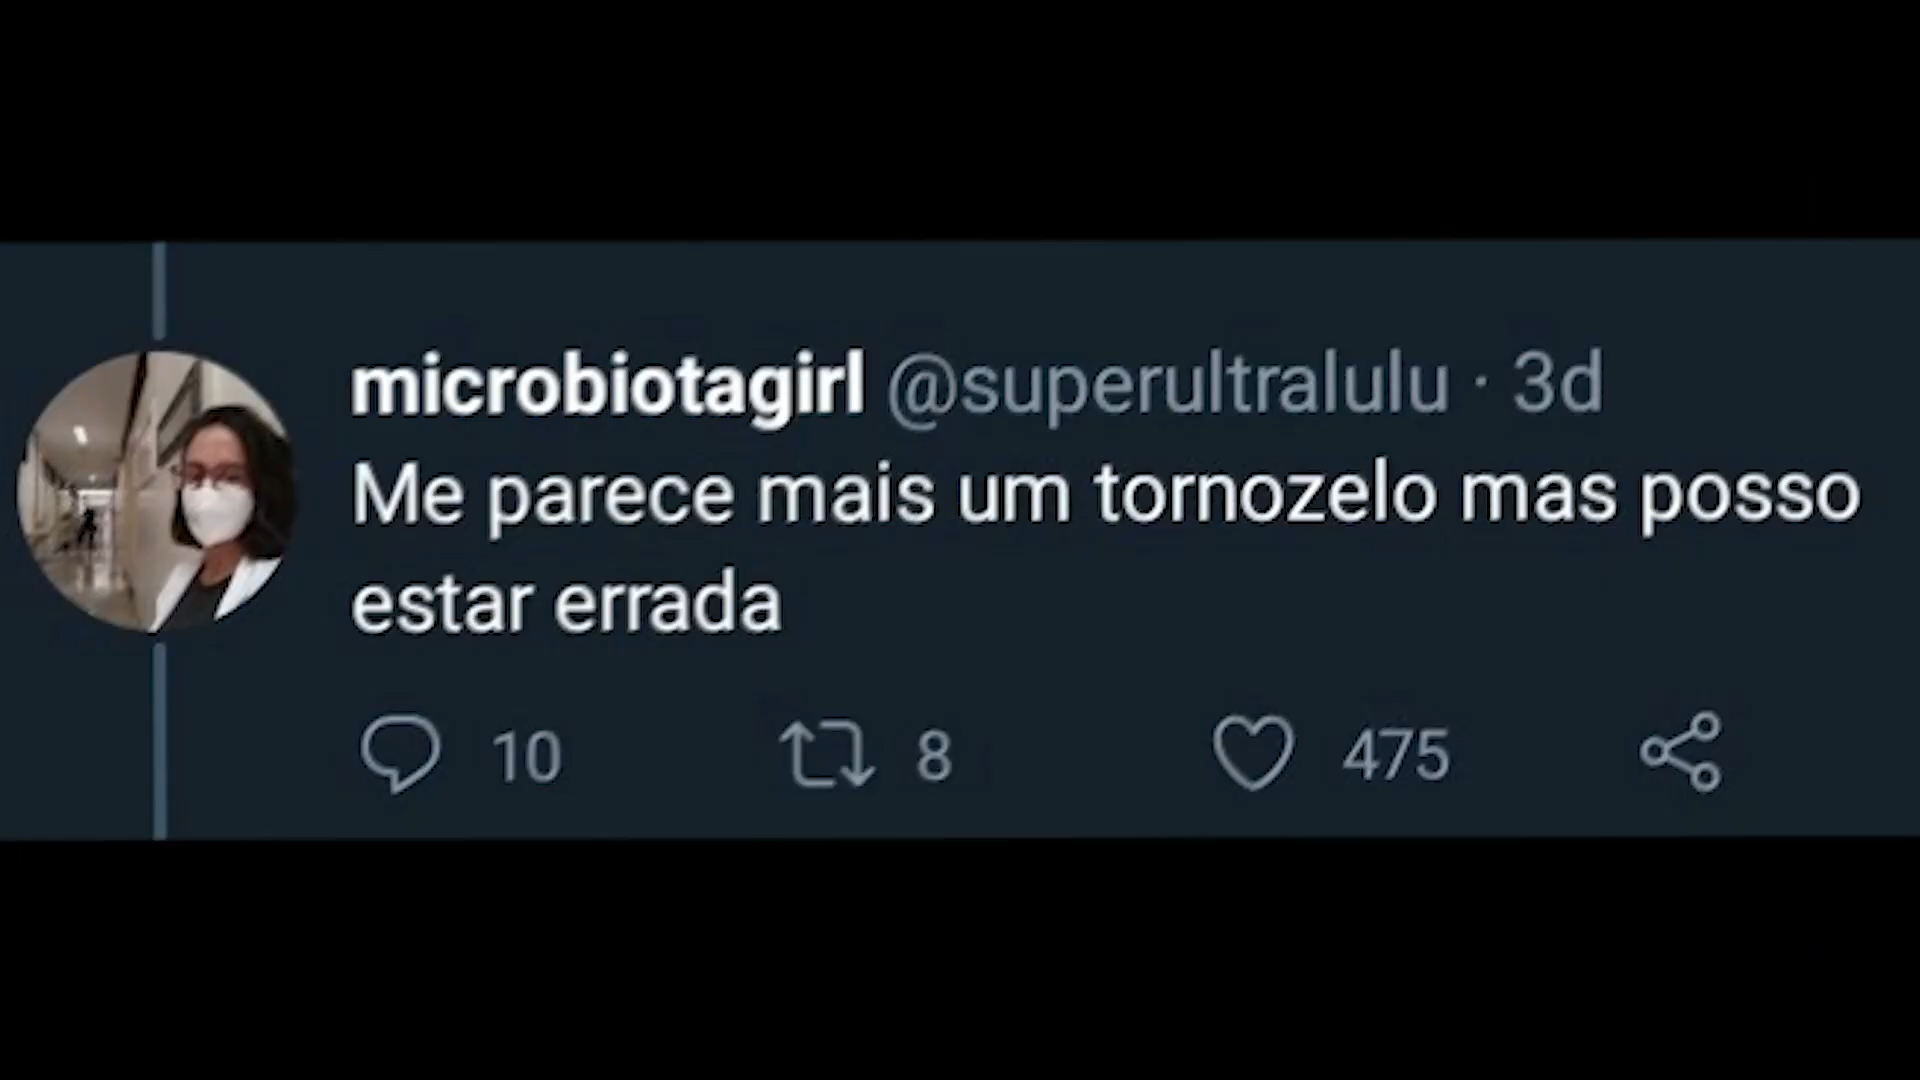 microbiotagirl @superultralulu · 3d
Me parece mais um tornozelo mas posso
estar errada
10 8 475